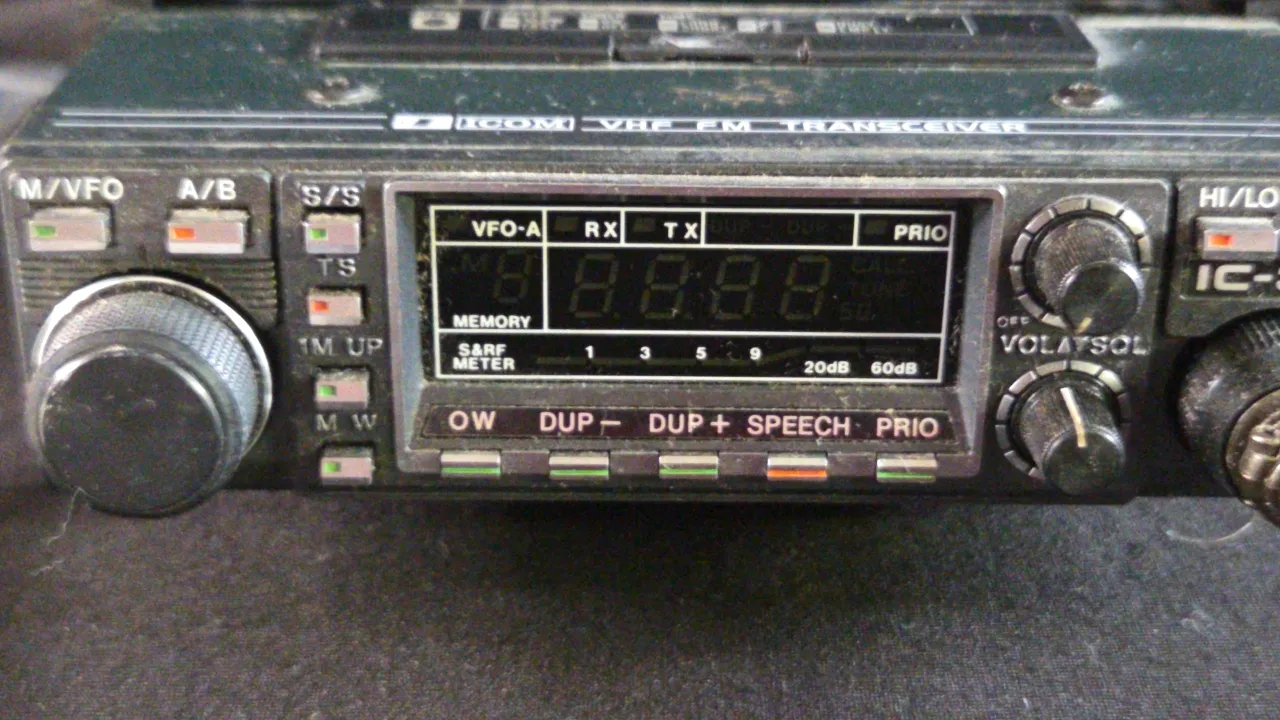 ICOM VHF FM TRANSCEIVER
M/VFO A/B
S/S
TS
1M UP
M W
VFO-A RX TX PRIO
MEMORY
S&RF
METER
1 3 5 9 20dB 60dB
OW DUP- DUP+ SPEECH PRIO
OFF
VOL SQL
HI/LO
IC-